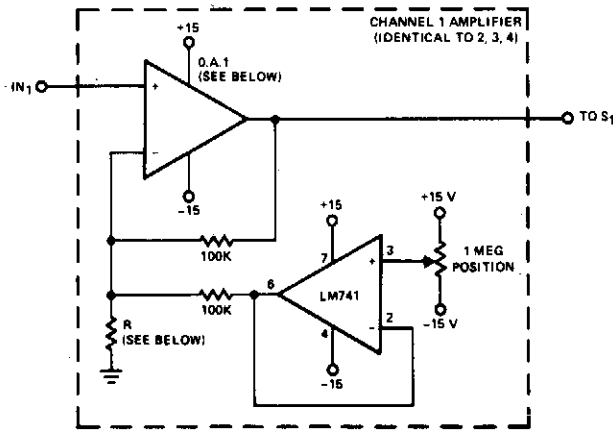 CHANNEL 1 AMPLIFIER
(IDENTICAL TO 2, 3, 4)
+15
O.A.1
(SEE BELOW)
IN1
+
−
TO S1
−15
100K
+15
+15 V
7
3
1 MEG
POSITION
6
+
LM741
100K
−
2
−15 V
R
(SEE BELOW)
4
−15